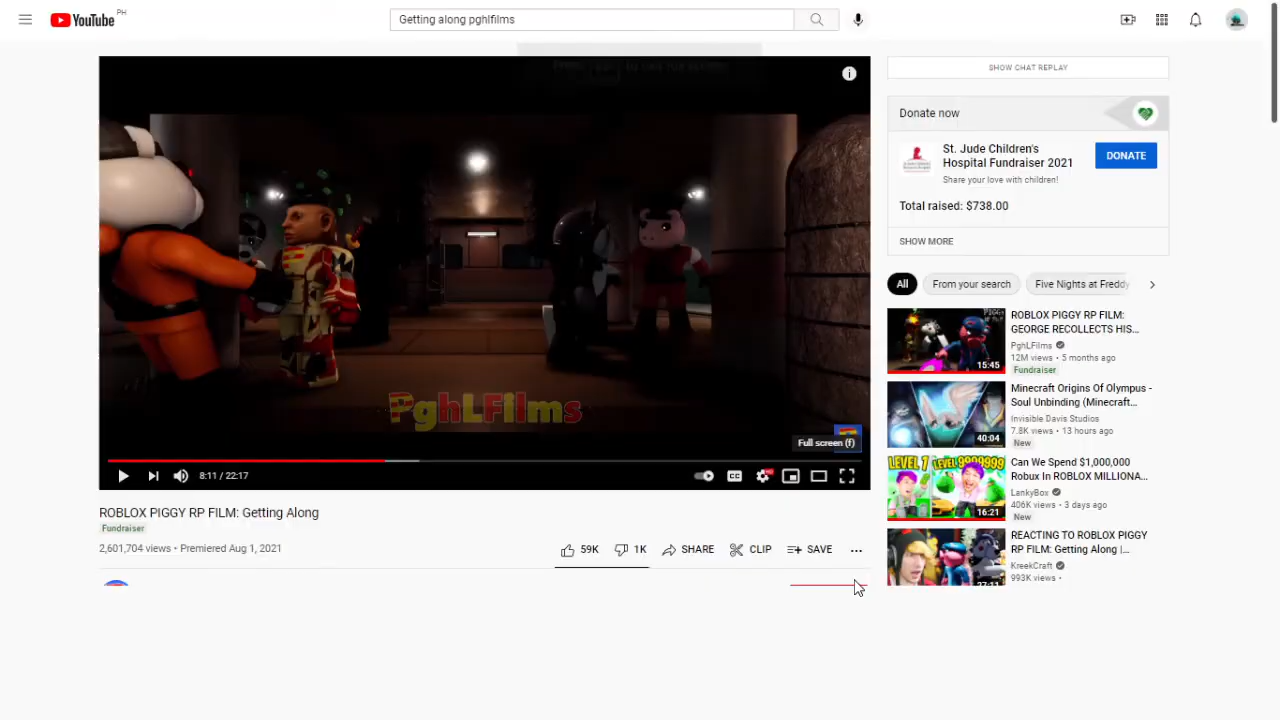 YouTube PH
Getting along pghlfilms
SHOW CHAT REPLAY
Donate now
St. Jude Children's
Hospital Fundraiser 2021
Share your love with children!
DONATE
Total raised: $738.00
SHOW MORE
All
From your search
Five Nights at Freddy
PghLFilms
Full screen (f)
8:11 / 22:17
CC
ROBLOX PIGGY RP FILM: Getting Along
Fundraiser
2,601,704 views • Premiered Aug 1, 2021
59K
1K
SHARE
CLIP
SAVE
ROBLOX PIGGY RP FILM:
GEORGE RECOLLECTS HIS...
PghLFilms
12M views • 5 months ago
Fundraiser
15:45
Minecraft Origins Of Olympus -
Soul Unbinding (Minecraft...
Invisible Davis Studios
7.8K views • 13 hours ago
New
40:04
LEVEL 1
LEVEL 9999999
Can We Spend $1,000,000
Robux In ROBLOX MILLIONA...
LankyBox
406K views • 3 days ago
New
16:21
REACTING TO ROBLOX PIGGY
RP FILM: Getting Along |...
KreekCraft
993K views •
27:11